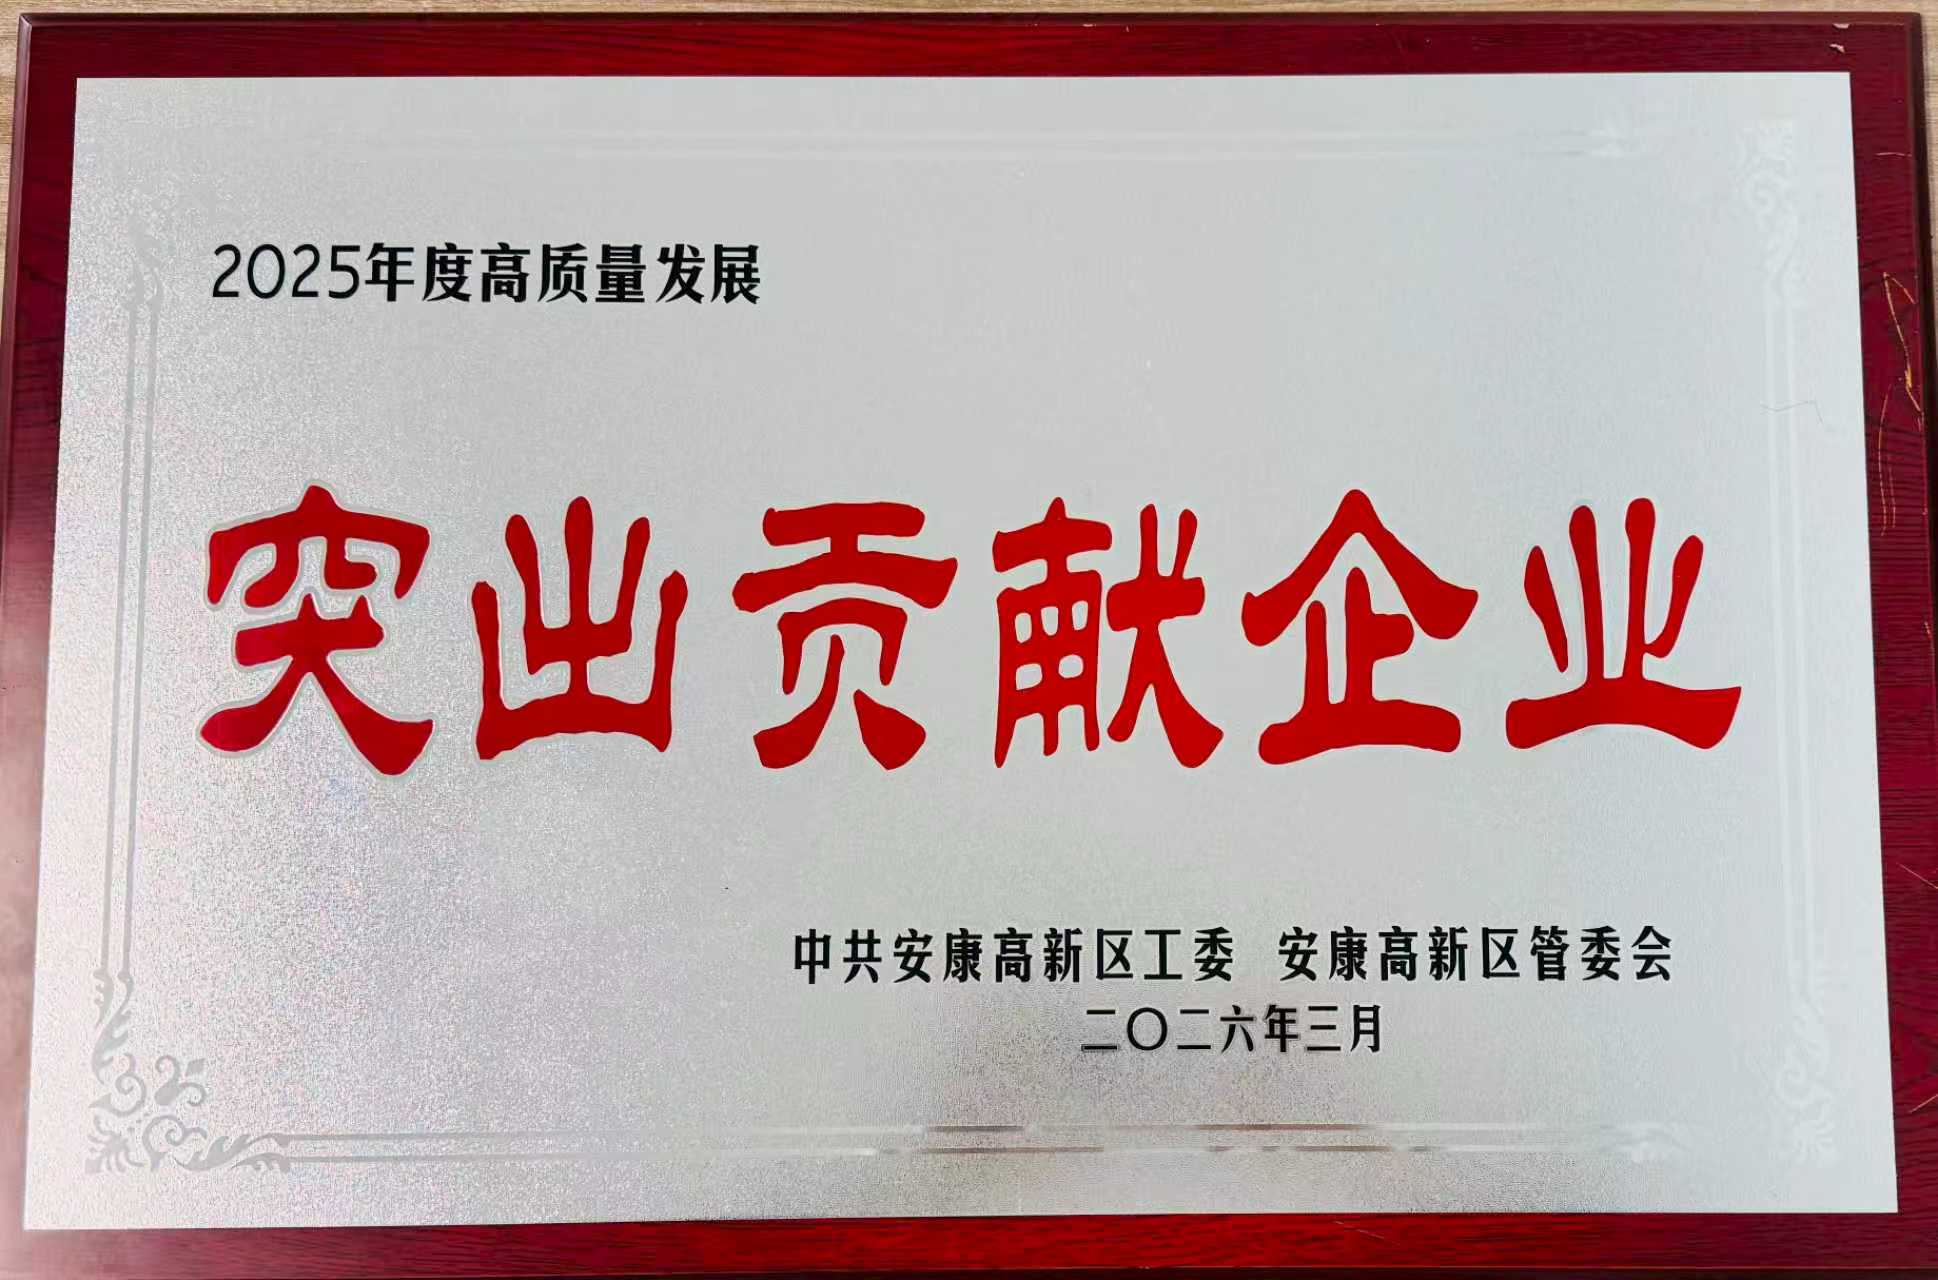 2025年度高质量发展
突出贡献企业
中共安康高新区工委 安康高新区管委会
二〇二六年三月